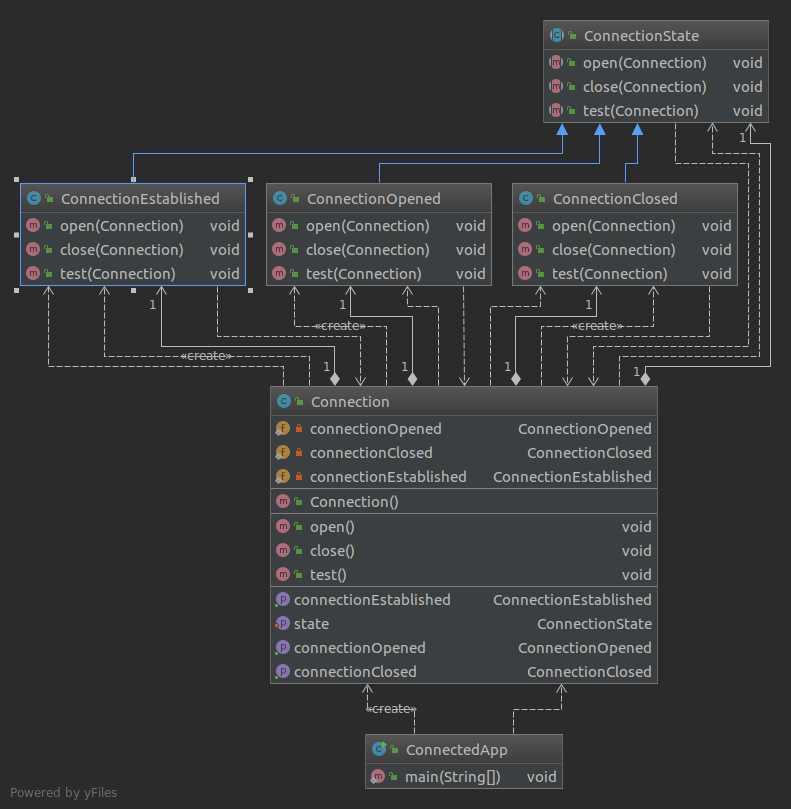 ConnectionState
open(Connection) void
close(Connection) void
test(Connection) void
1
ConnectionEstablished
open(Connection) void
close(Connection) void
test(Connection) void
ConnectionOpened
open(Connection) void
close(Connection) void
test(Connection) void
ConnectionClosed
open(Connection) void
close(Connection) void
test(Connection) void
1 1 1
«create» «create»
«create»
1 1 1 1
Connection
connectionOpened ConnectionOpened
connectionClosed ConnectionClosed
connectionEstablished ConnectionEstablished
Connection()
open() void
close() void
test() void
connectionEstablished ConnectionEstablished
state ConnectionState
connectionOpened ConnectionOpened
connectionClosed ConnectionClosed
«create»
ConnectedApp
main(String[]) void
Powered by yFiles